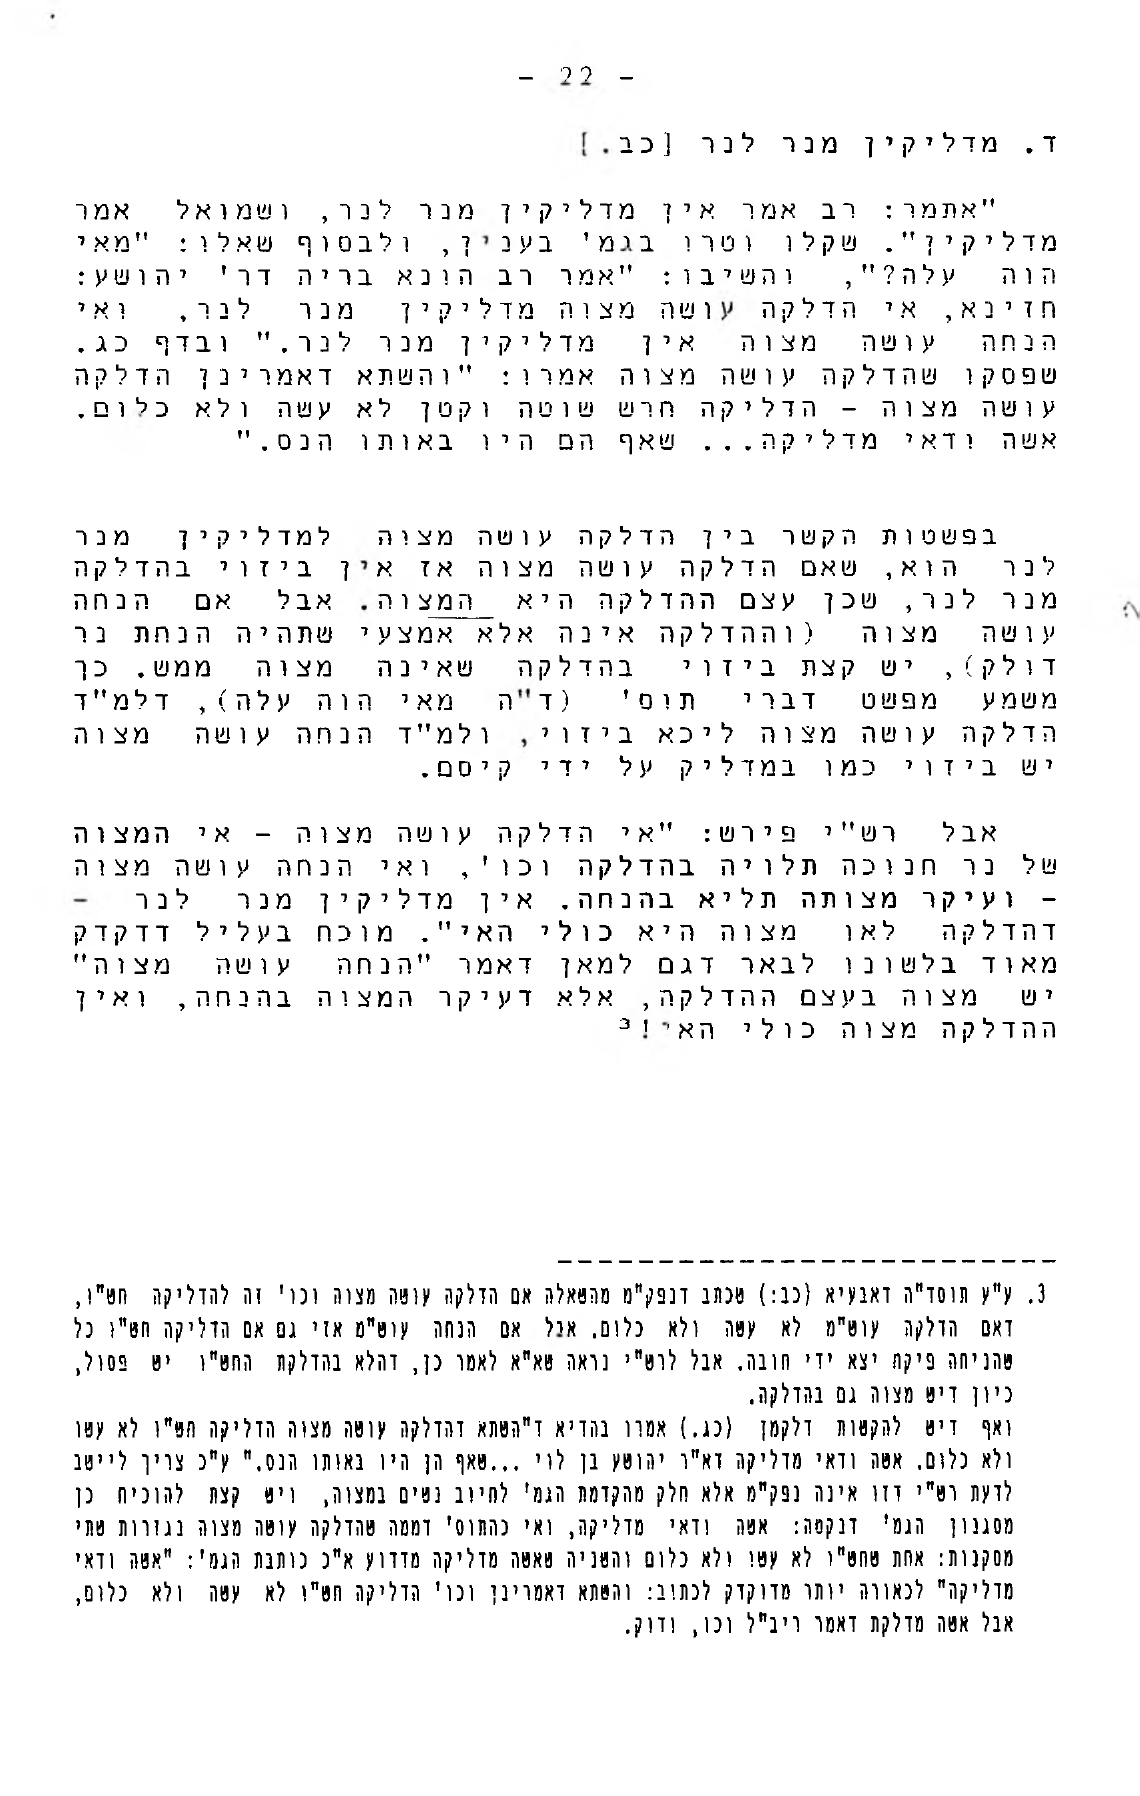 - 22 -
ד. מדליקין מנר לנר [כב.]
"אתמר: רב אמר אין מדליקין מנר לנר, ושמואל אמר
מדליקין". שקלו וטרו בגמ' בענין, ולבסוף שאלו: "מאי
הוה עלה?", והשיבו: "אמר רב הונא בריה דר' יהושע:
חזינא, אי הדלקה עושה מצוה מדליקין מנר לנר, ואי
הנחה עושה מצוה אין מדליקין מנר לנר." ובדף כג.
שפסקו שהדלקה עושה מצוה אמרו: "והשתא דאמרינן הדלקה
עושה מצוה - הדליקה חרש שוטה וקטן לא עשה ולא כלום.
אשה ודאי מדליקה... שאף הם היו באותו הנס."
בפשטות הקשר בין הדלקה עושה מצוה למדליקין מנר
לנר הוא, שאם הדלקה עושה מצוה אז אין ביזוי בהדלקה
מנר לנר, שכן עצם ההדלקה היא המצוה. אבל אם הנחה
עושה מצוה (וההדלקה אינה אלא אמצעי שתהיה הנחת נר
דולק), יש קצת ביזוי בהדלקה שאינה מצוה ממש. כך
משמע מפשט דברי תוס' (ד"ה מאי הוה עלה), דלמ"ד
הדלקה עושה מצוה ליכא ביזוי, ולמ"ד הנחה עושה מצוה
יש ביזוי כמו במדליק על ידי קיסם.
אבל רש"י פירש: "אי הדלקה עושה מצוה - אי המצוה
של נר חנוכה תלויה בהדלקה וכו', ואי הנחה עושה מצוה
- ועיקר מצותה תליא בהנחה. אין מדליקין מנר לנר -
דהדלקה לאו מצוה היא כולי האי". מוכח בעליל דדקדק
מאוד בלשונו לבאר דגם למאן דאמר "הנחה עושה מצוה"
יש מצוה בעצם ההדלקה, אלא דעיקר המצוה בהנחה, ואין
ההדלקה מצוה כולי האי!3
3. ע"ע תוסד"ה דאבעיא (כב:) שכתב דנפק"מ מהשאלה אם הדלקה עושה מצוה וכו' זה להדליקה חש"ו,
דאם הדלקה עוש"מ לא עשה ולא כלום. אבל אם הנחה עוש"מ אזי גם אם הדליקה חש"ו כל
שהניחה פיקח יצא ידי חובה. אבל לרש"י נראה שא"א לאמר כן, דהלא בהדלקת החש"ו יש פסול,
כיון דיש מצוה גם בהדלקה.
ואף דיש להקשות דלקמן (כג.) אמרו בהדיא ד"השתא דהדלקה עושה מצוה הדליקה חש"ו לא עשו
ולא כלום. אשה ודאי מדליקה דא"ר יהושע בן לוי ...שאף הן היו באותו הנס." ע"כ צריך ליישב
לדעת רש"י דזו אינה נפק"מ אלא חלק מהקדמת הגמ' לחיוב נשים במצוה, ויש קצת להוכיח כן
מסגנון הגמ' דנקטה: אשה ודאי מדליקה, ואי כהתוס' דממה שהדלקה עושה מצוה נגזרות שתי
מסקנות: אחת שחש"ו לא עשו ולא כלום והשניה שאשה מדליקה מדדוע א"כ כותבת הגמ': "אשה ודאי
מדליקה" לכאורה יותר מדוקדק לכתוב: והשתא דאמרינן וכו' הדליקה חש"ו לא עשה ולא כלום,
אבל אשה מדלקת דאמר ריב"ל וכו, ודוק.